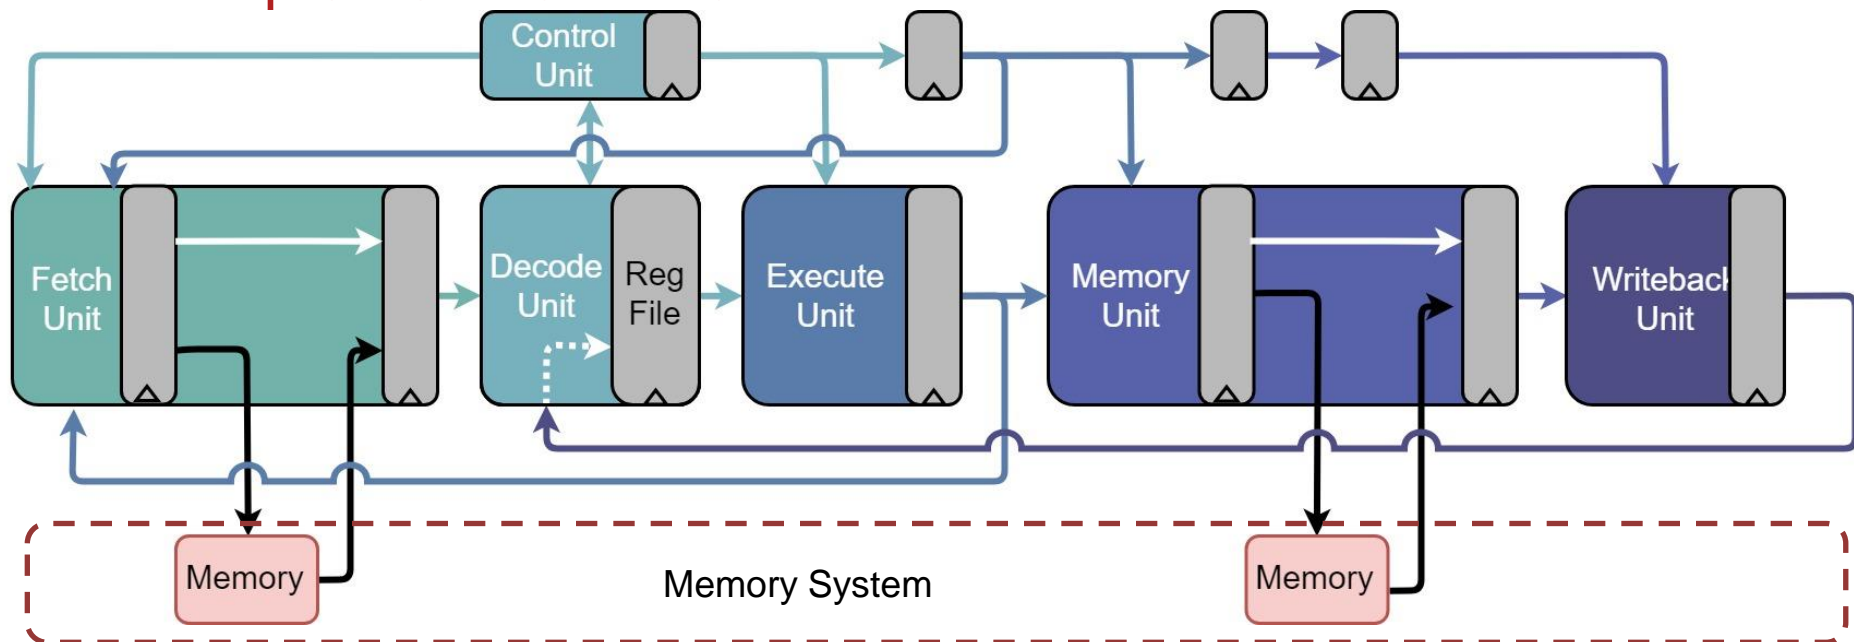 Control
Unit
Fetch
Unit
Decode
Unit
Reg
File
Execute
Unit
Memory
Unit
Writeback
Unit
Memory
Memory System
Memory